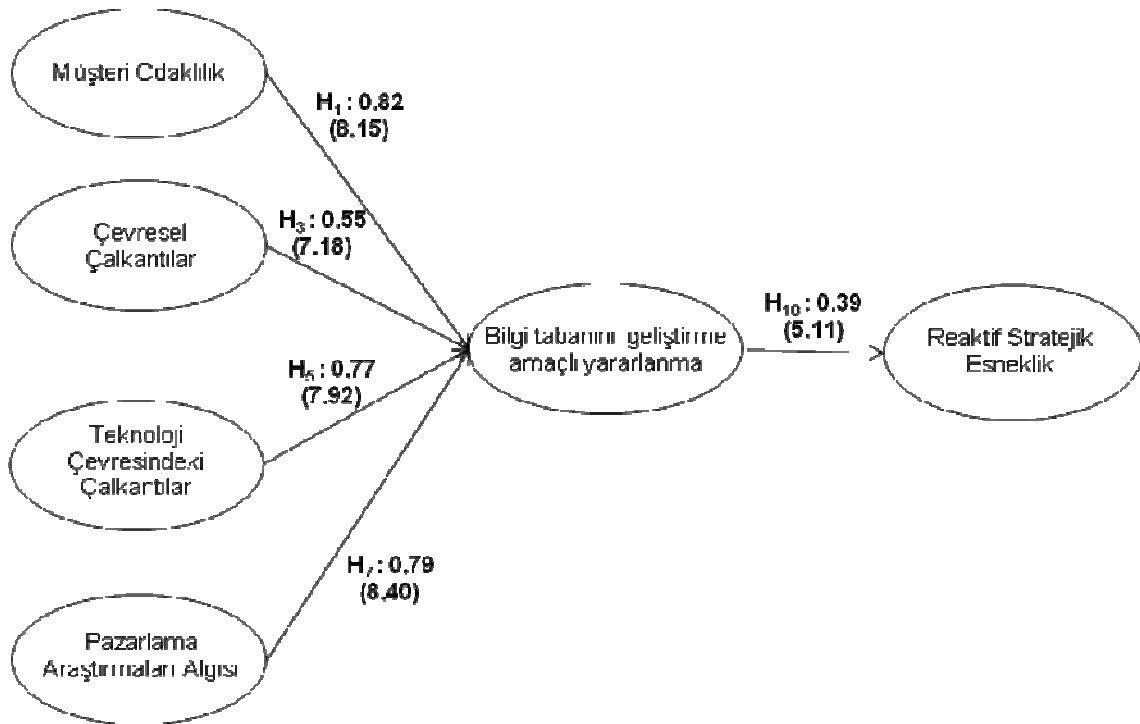 Müşteri Odaklılık
H1 : 0.82
(8.15)
Çevresel
Çalkantılar
H3 : 0.55
(7.18)
Bilgi tabanını geliştirme
amaçlı yararlanma
H10 : 0.39
(5.11)
Reaktif Stratejik
Esneklik
H5 : 0.77
(7.92)
Teknoloji
Çevresindeki
Çalkantılar
H7 : 0.79
(8.40)
Pazarlama
Araştırmaları Algısı